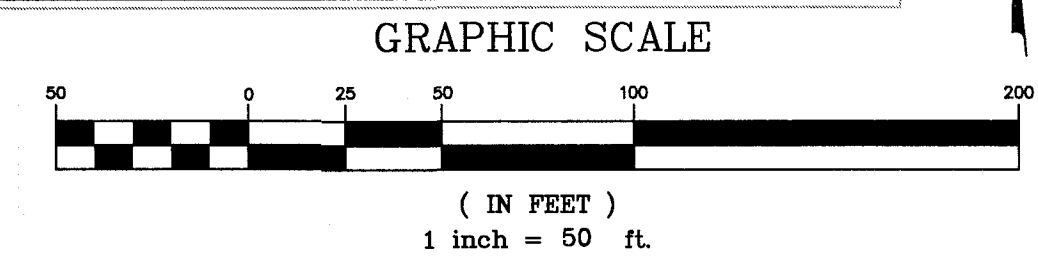 GRAPHIC SCALE
50 0 25 50 100 200
( IN FEET )
1 inch = 50 ft.